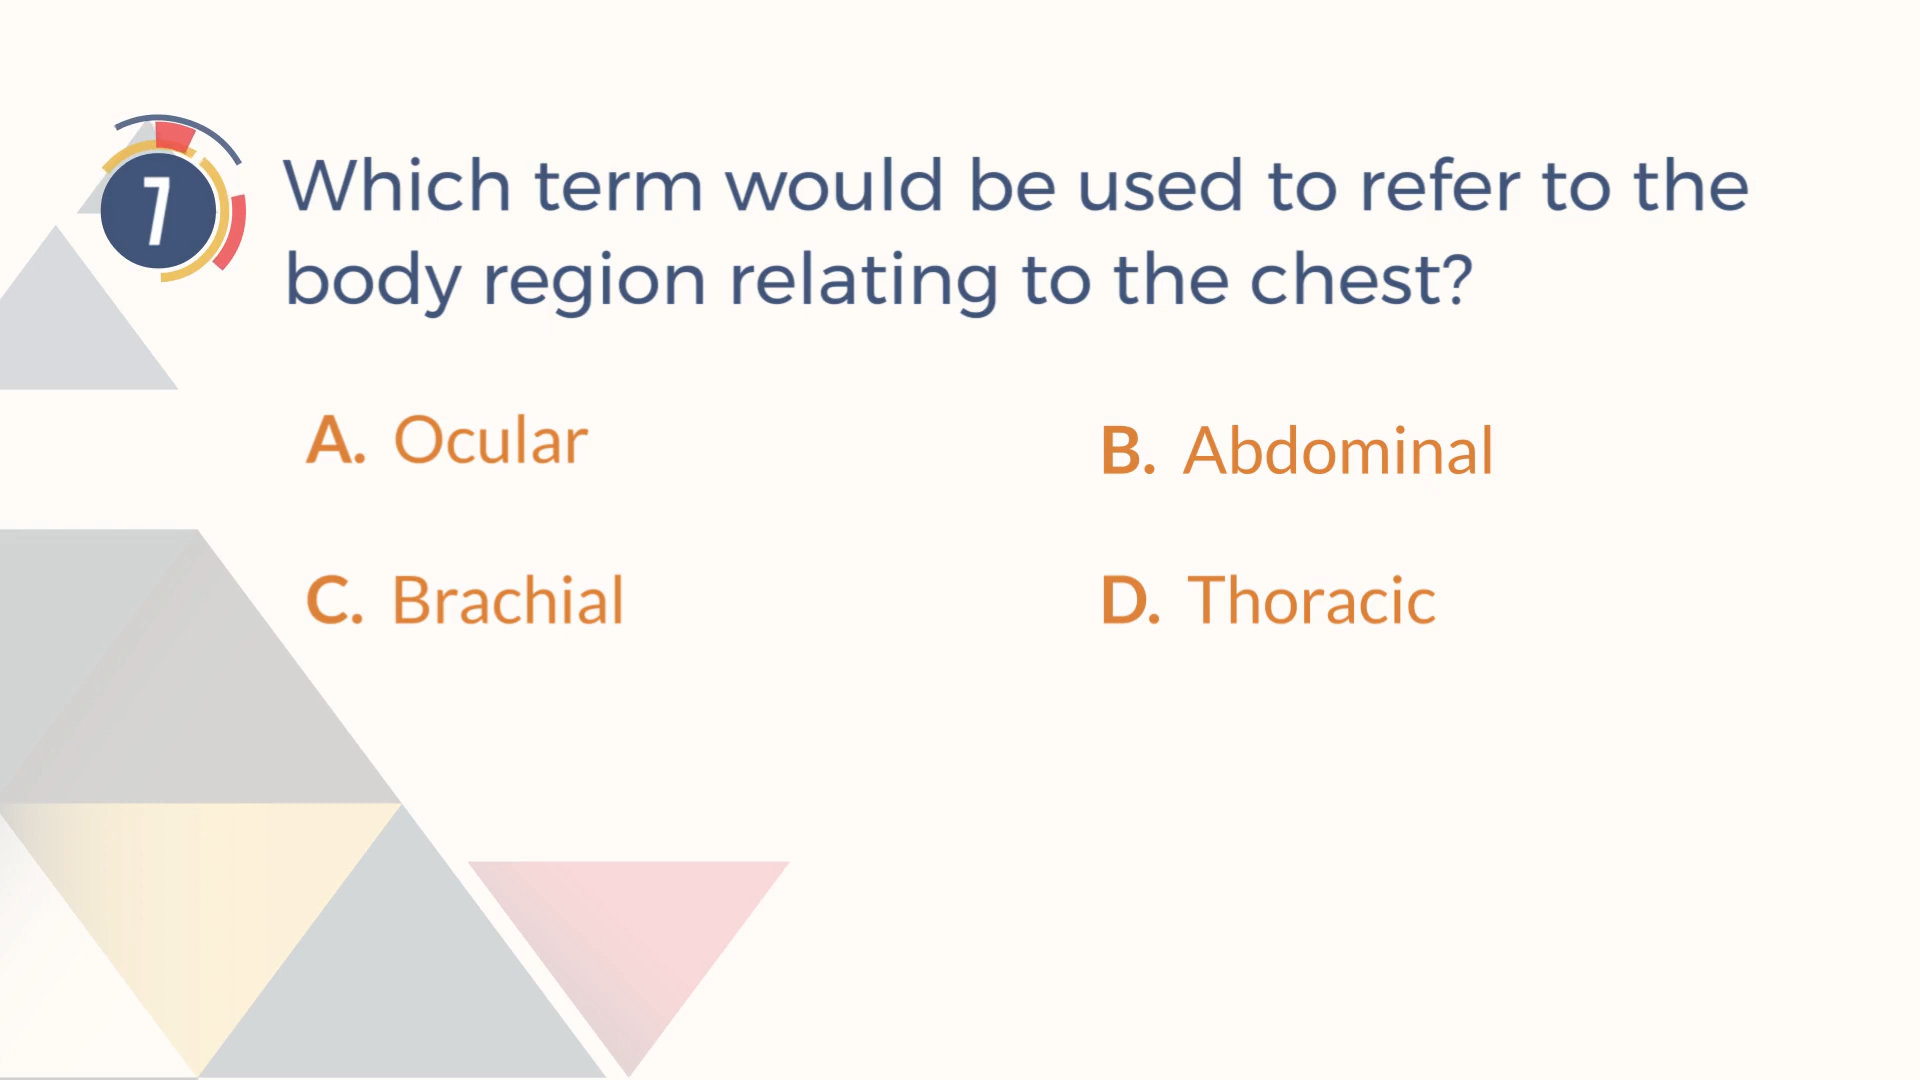 7
Which term would be used to refer to the
body region relating to the chest?
A. Ocular
B. Abdominal
C. Brachial
D. Thoracic